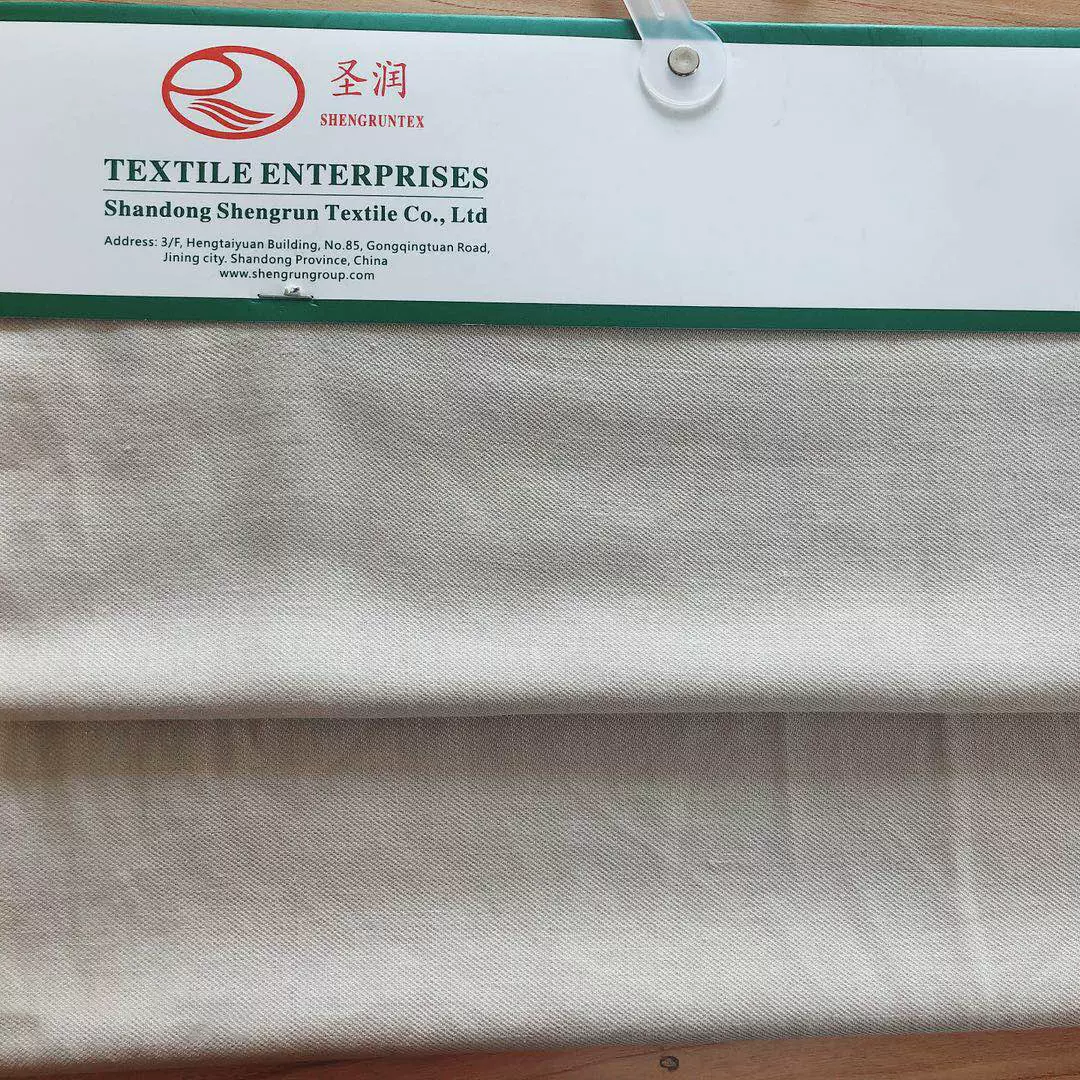 圣润
SHENGRUNTEX
TEXTILE ENTERPRISES
Shandong Shengrun Textile Co., Ltd
Address: 3/F, Hengtaiyuan Building, No.85, Gongqingtuan Road,
Jining city. Shandong Province, China
www.shengrungroup.com